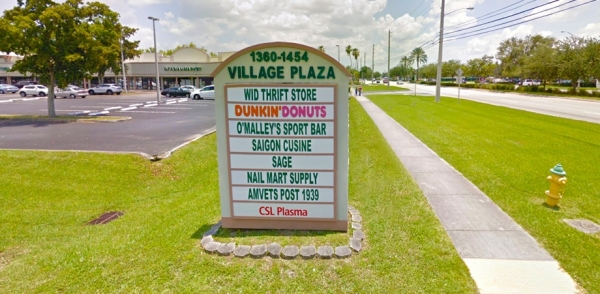 1360-1454
VILLAGE PLAZA
WID THRIFT STORE
DUNKIN' DONUTS
O'MALLEY'S SPORT BAR
SAIGON CUSINE
SAGE
NAIL MART SUPPLY
AMVETS POST 1939
CSL Plasma